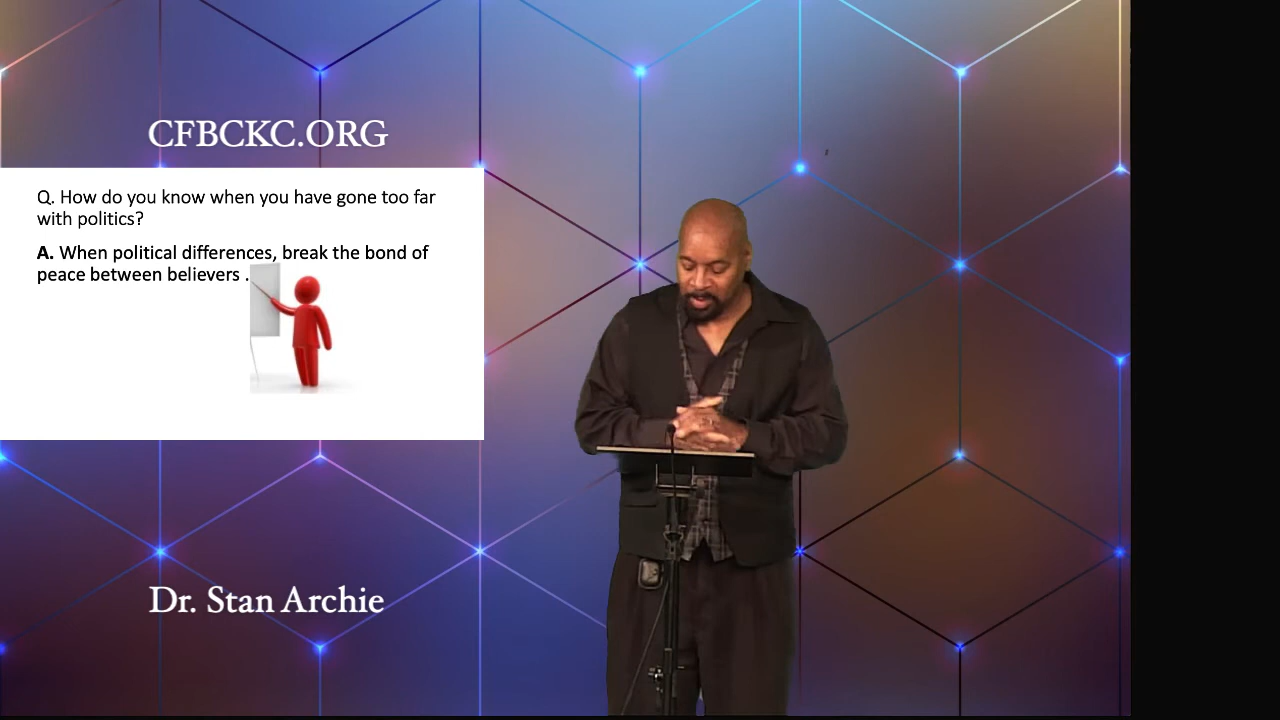 CFBCKC.ORG
Q. How do you know when you have gone too far
with politics?
A. When political differences, break the bond of
peace between believers .
Dr. Stan Archie